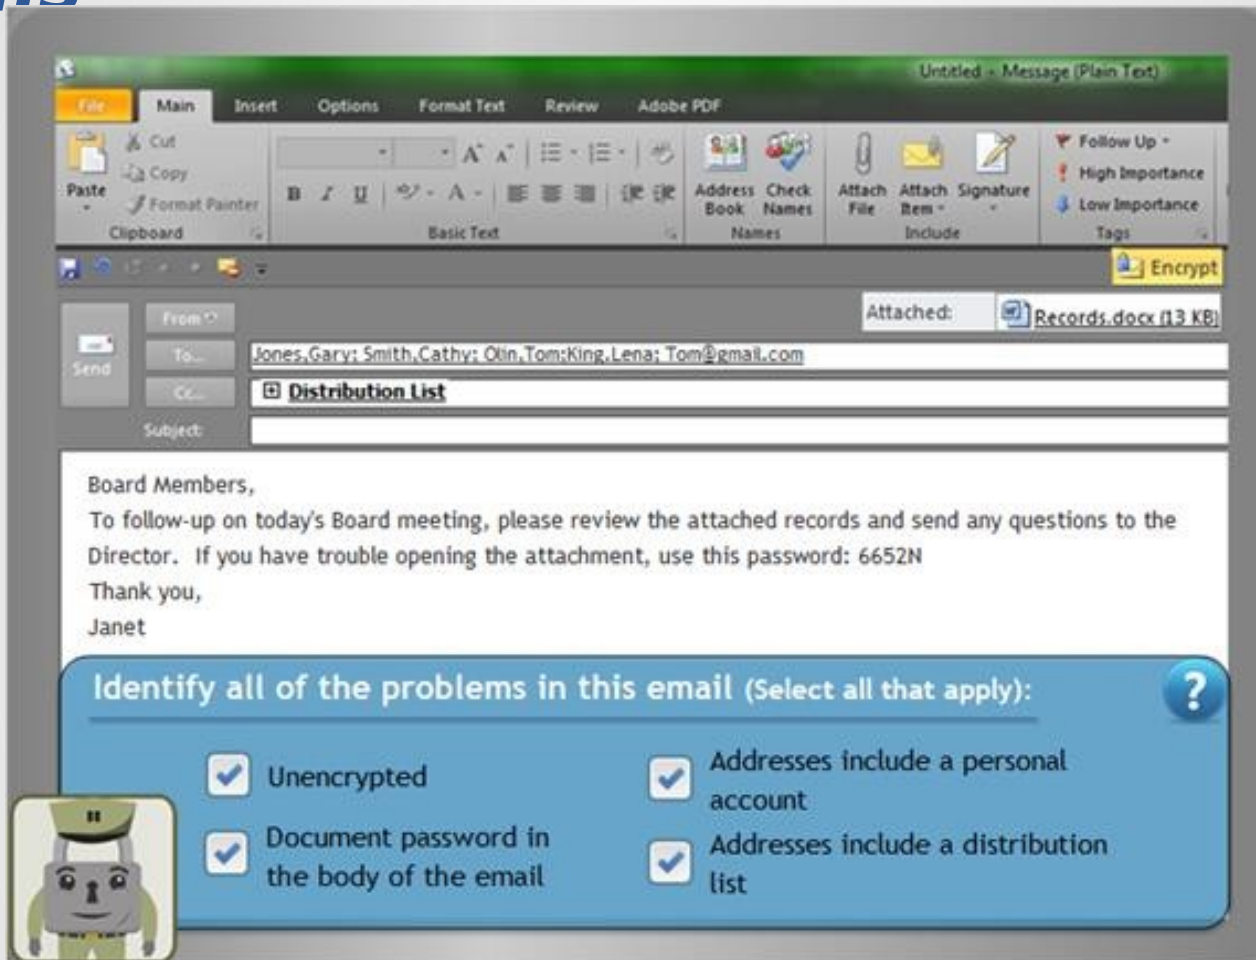 Untitled - Message (Plain Text)
File Main Insert Options Format Text Review Adobe PDF
Cut
Copy
Paste
Format Painter
Clipboard
B I U
A
Basic Text
Address Book
Check Names
Names
Attach File
Attach Item
Signature
Include
Follow Up
High Importance
Low Importance
Tags
Encrypt
Attached: Records.docx (13 KB)
Send
From
To... Jones,Gary; Smith,Cathy; Olin,Tom;King,Lena; Tom@gmail.com
Cc... Distribution List
Subject:
Board Members,
To follow-up on today's Board meeting, please review the attached records and send any questions to the
Director. If you have trouble opening the attachment, use this password: 6652N
Thank you,
Janet
Identify all of the problems in this email (Select all that apply):
?
Unencrypted
Document password in
the body of the email
Addresses include a personal
account
Addresses include a distribution
list